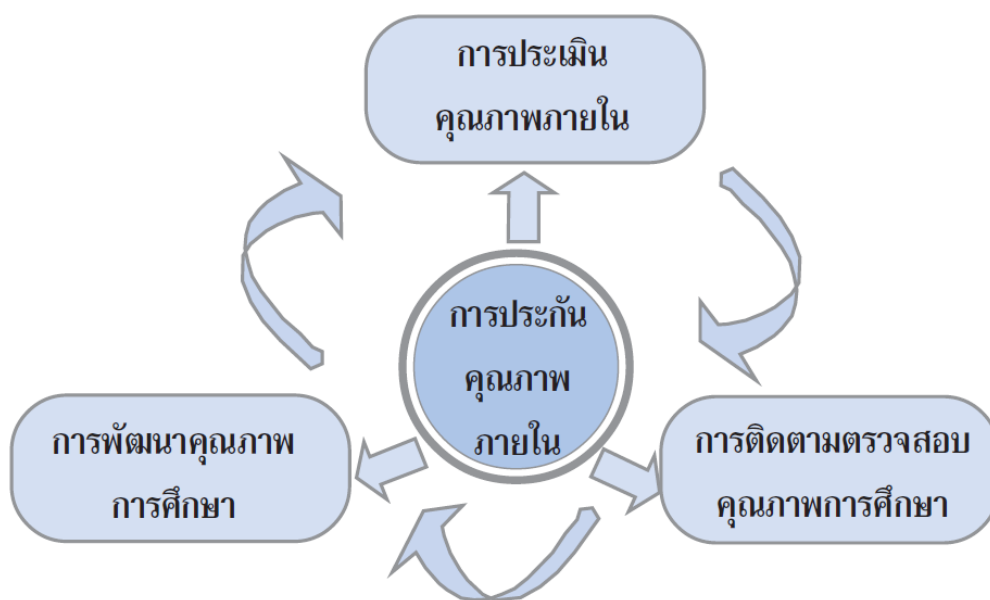 การประเมิน
คุณภาพภายใน
การประกัน
คุณภาพ
ภายใน
การพัฒนาคุณภาพ
การศึกษา
การติดตามตรวจสอบ
คุณภาพการศึกษา